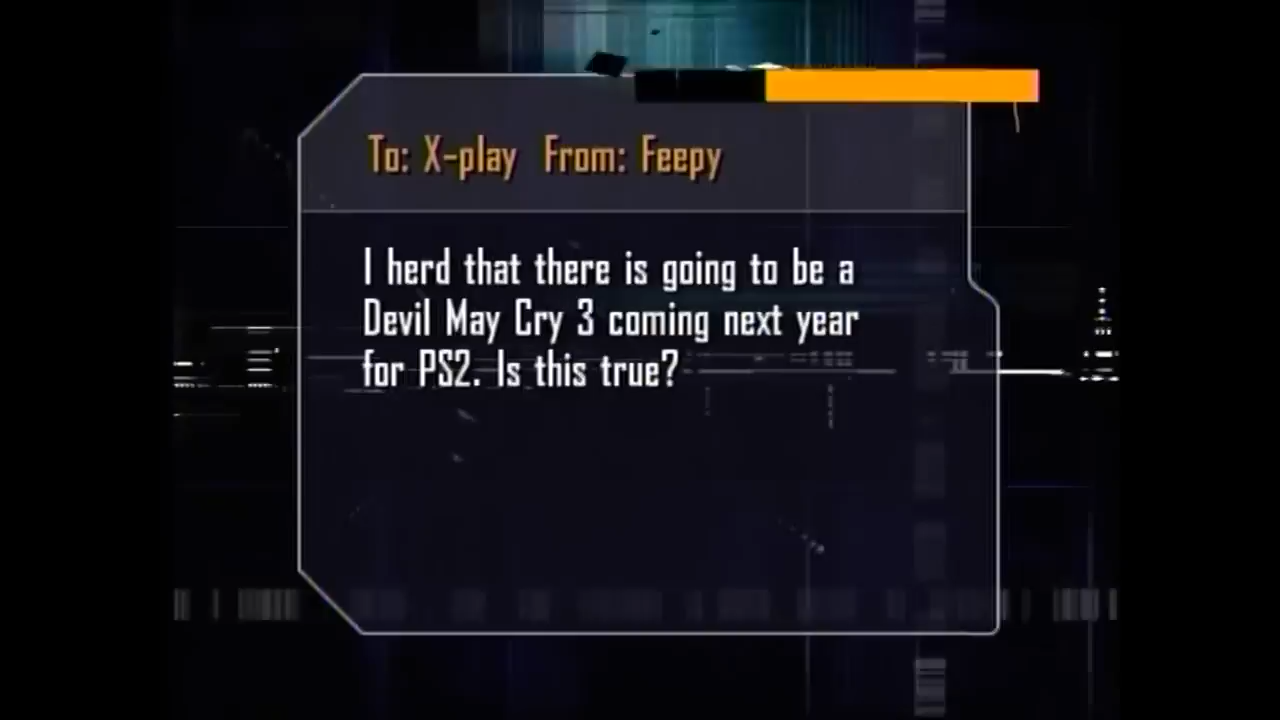 To: X-play From: Feepy
I herd that there is going to be a
Devil May Cry 3 coming next year
for PS2. Is this true?